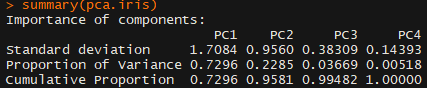 > summary(pca.iris)
Importance of components:
PC1 PC2 PC3 PC4
Standard deviation 1.7084 0.9560 0.38309 0.14393
Proportion of Variance 0.7296 0.2285 0.03669 0.00518
Cumulative Proportion 0.7296 0.9581 0.99482 1.00000